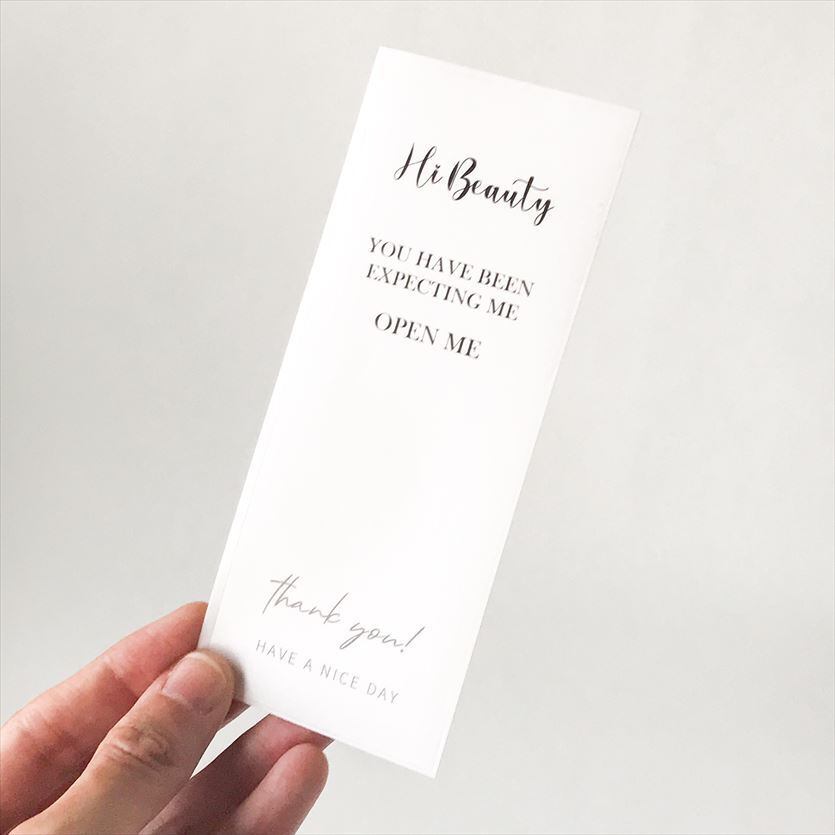 Hi Beauty
YOU HAVE BEEN
EXPECTING ME
OPEN ME
thank you!
HAVE A NICE DAY